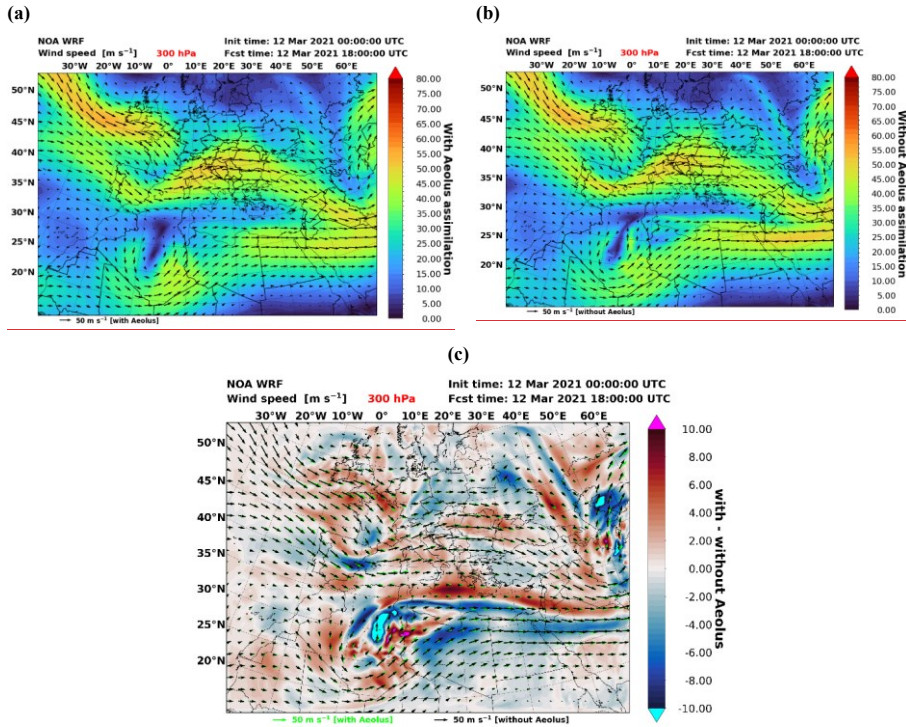 (a)
NOA WRF Init time: 12 Mar 2021 00:00:00 UTC
Wind speed [m s⁻¹] 300 hPa Fcst time: 12 Mar 2021 18:00:00 UTC
30°W 20°W 10°W 0° 10°E 20°E 30°E 40°E 50°E 60°E
50°N
45°N
40°N
35°N
30°N
25°N
20°N
80.00
75.00
70.00
65.00
60.00
55.00
50.00
45.00
40.00
35.00
30.00
25.00
20.00
15.00
10.00
5.00
0.00
With Aeolus assimilation
50 m s⁻¹ [with Aeolus]
(b)
NOA WRF Init time: 12 Mar 2021 00:00:00 UTC
Wind speed [m s⁻¹] 300 hPa Fcst time: 12 Mar 2021 18:00:00 UTC
30°W 20°W 10°W 0° 10°E 20°E 30°E 40°E 50°E 60°E
50°N
45°N
40°N
35°N
30°N
25°N
20°N
80.00
75.00
70.00
65.00
60.00
55.00
50.00
45.00
40.00
35.00
30.00
25.00
20.00
15.00
10.00
5.00
0.00
Without Aeolus assimilation
50 m s⁻¹ [without Aeolus]
(c)
NOA WRF Init time: 12 Mar 2021 00:00:00 UTC
Wind speed [m s⁻¹] 300 hPa Fcst time: 12 Mar 2021 18:00:00 UTC
30°W 20°W 10°W 0° 10°E 20°E 30°E 40°E 50°E 60°E
50°N
45°N
40°N
35°N
30°N
25°N
20°N
10.00
8.00
6.00
4.00
2.00
0.00
-2.00
-4.00
-6.00
-8.00
-10.00
with - without Aeolus
50 m s⁻¹ [with Aeolus] 50 m s⁻¹ [without Aeolus]